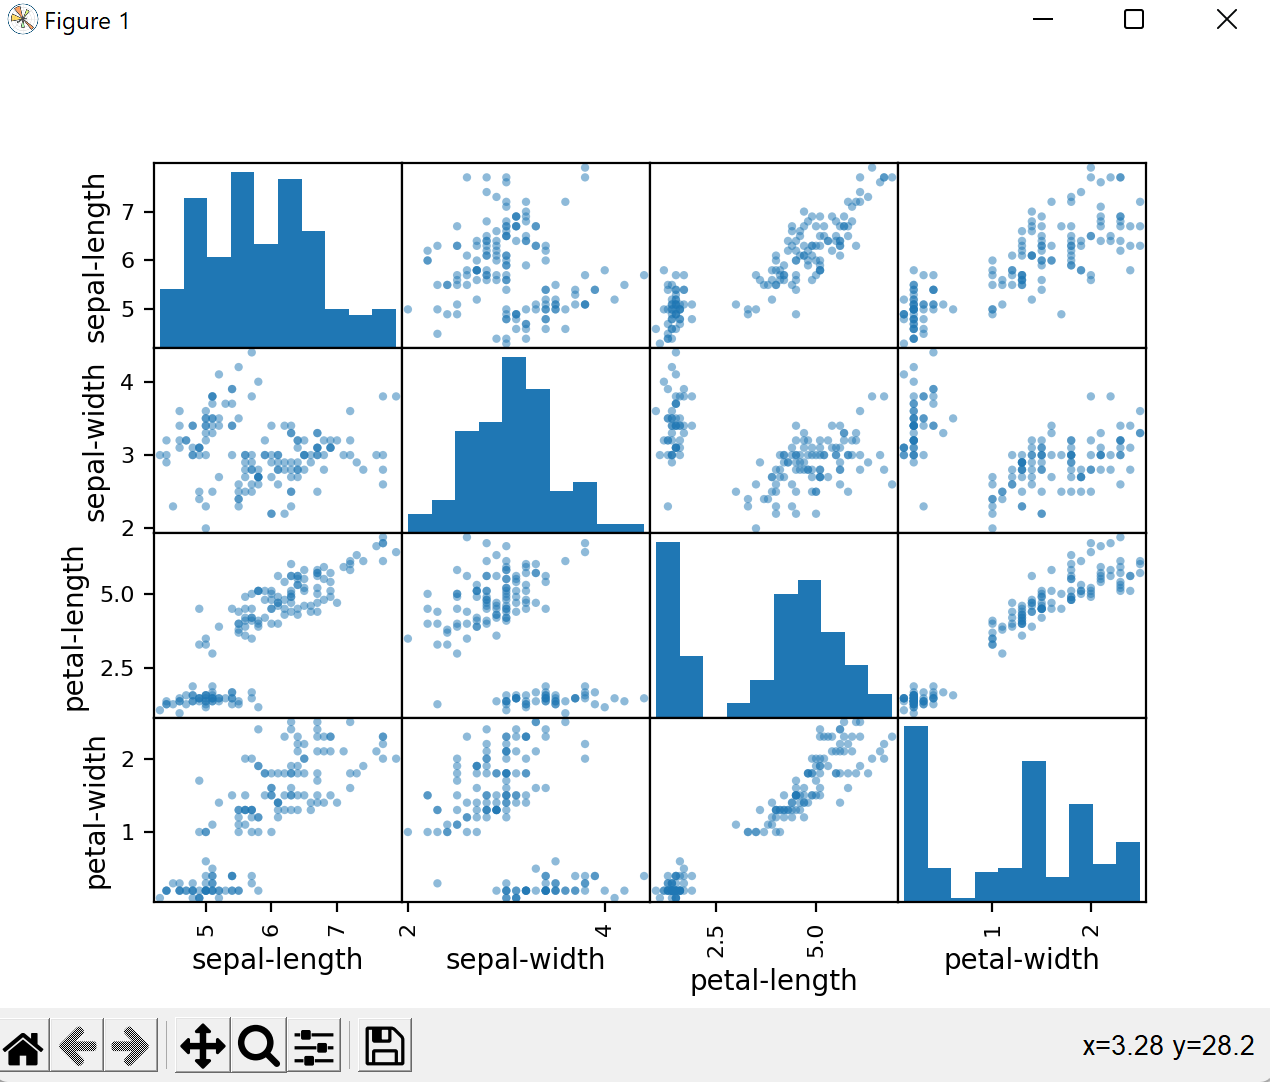 Figure 1
sepal-length
7
6
5
sepal-width
4
3
2
petal-length
5.0
2.5
petal-width
2
1
5 6 7 2 4 2.5 5.0 1 2
sepal-length sepal-width petal-length petal-width
x=3.28 y=28.2